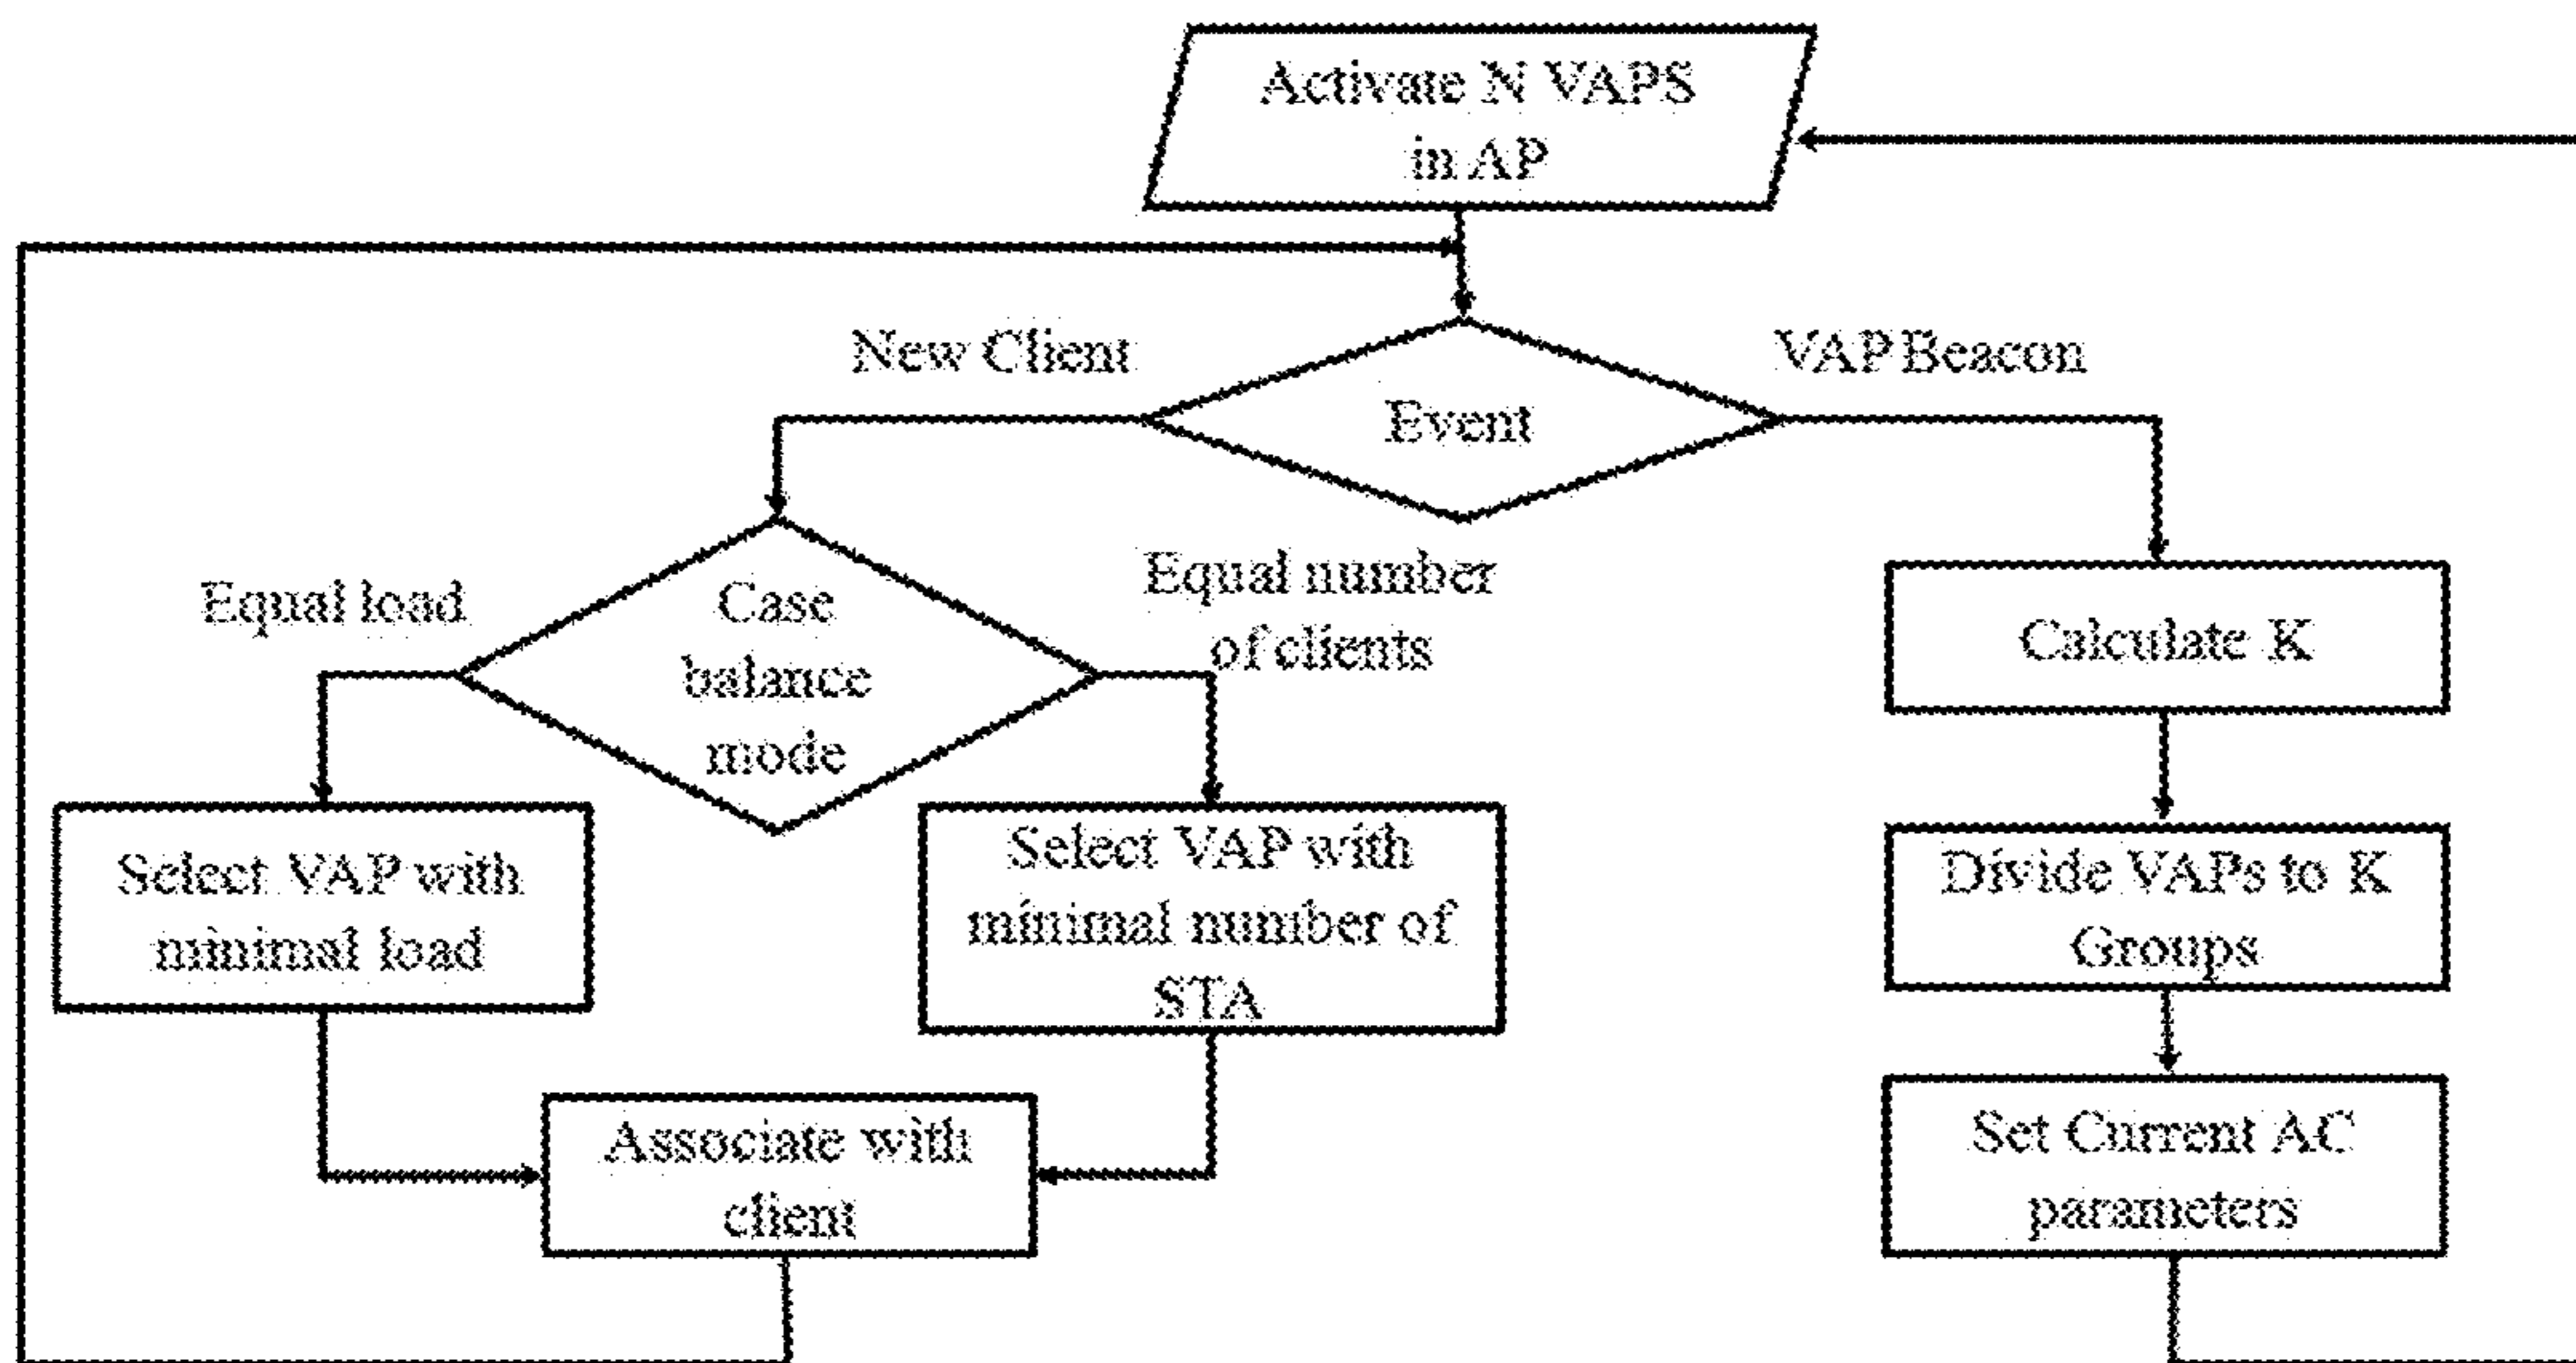 Activate N VAPS
in AP
New Client
VAP Beacon
Event
Equal load
Case
balance
mode
Equal number
of clients
Calculate K
Select VAP with
minimal load
Select VAP with
minimal number of
STA
Divide VAPs to K
Groups
Associate with
client
Set Current AC
parameters